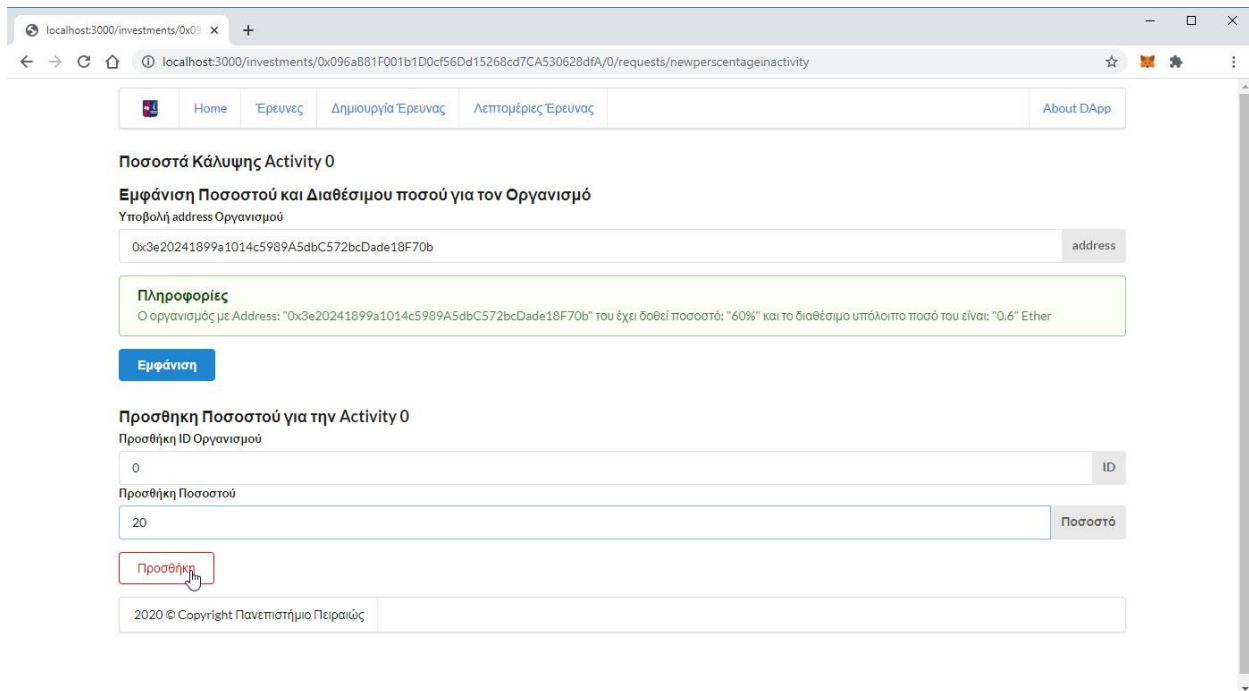 localhost:3000/investments/0x09
localhost:3000/investments/0x096aB81F001b1D0cf56Dd15268cd7CA530628dfA/0/requests/newperscentageinactivity
Home Έρευνες Δημιουργία Έρευνας Λεπτομέριες Έρευνας About DApp
Ποσοστά Κάλυψης Activity 0
Εμφάνιση Ποσοστού και Διαθέσιμου ποσού για τον Οργανισμό
Υποβολή address Οργανισμού
0x3e20241899a1014c5989A5dbC572bcDade18F70b address
Πληροφορίες
Ο οργανισμός με Address: "0x3e20241899a1014c5989A5dbC572bcDade18F70b" του έχει δοθεί ποσοστό: "60%" και το διαθέσιμο υπόλοιπο ποσό του είναι: "0.6" Ether
Εμφάνιση
Προσθηκη Ποσοστού για την Activity 0
Προσθήκη ID Οργανισμού
0 ID
Προσθήκη Ποσοστού
20 Ποσοστό
Προσθήκη
2020 © Copyright Πανεπιστήμιο Πειραιώς